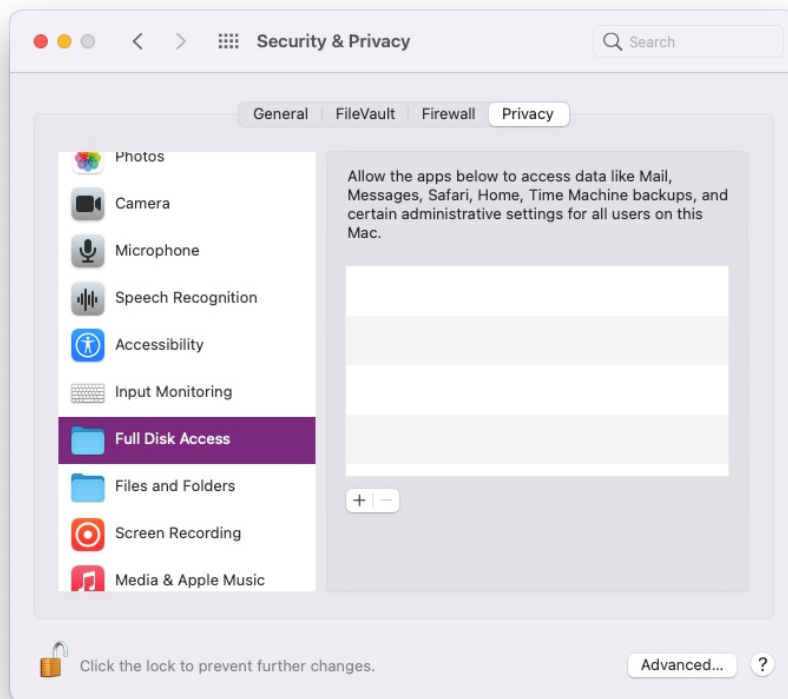 Security & Privacy
Search
General
FileVault
Firewall
Privacy
Photos
Camera
Microphone
Speech Recognition
Accessibility
Input Monitoring
Full Disk Access
Files and Folders
Screen Recording
Media & Apple Music
Allow the apps below to access data like Mail,
Messages, Safari, Home, Time Machine backups, and
certain administrative settings for all users on this
Mac.
Click the lock to prevent further changes.
Advanced...
?